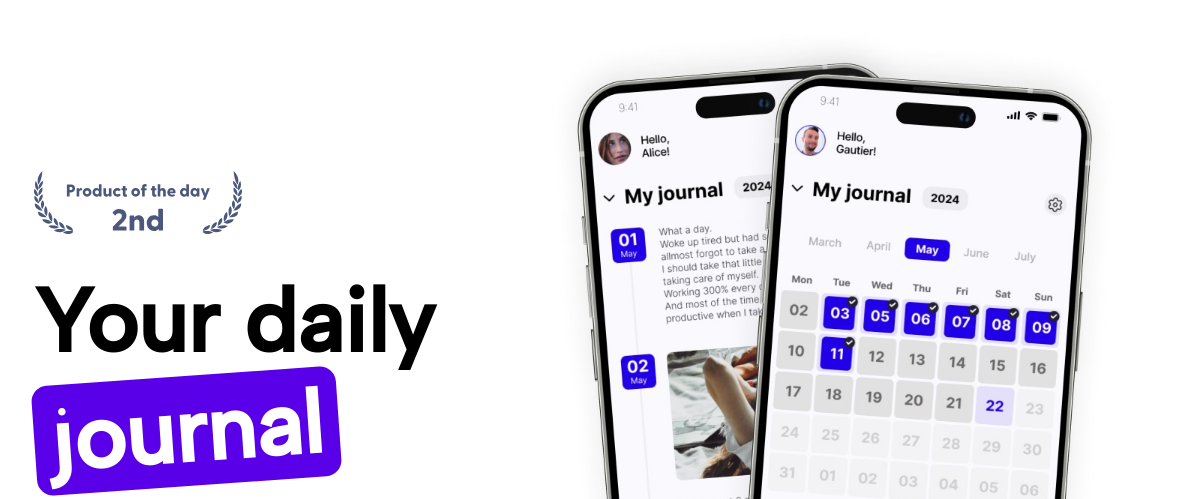 Product of the day
2nd
Your daily
journal
9:41
Hello,
Alice!
My journal 2024
01
May
What a day.
Woke up tired but had s
allmost forgot to take a
I should take that little
taking care of myself.
Working 300% every
And most of the time
productive when I tak
02
May
9:41
Hello,
Gautier!
My journal 2024
March April May June July
Mon Tue Wed Thu Fri Sat Sun
02 03 05 06 07 08 09
10 11 12 13 14 15 16
17 18 19 20 21 22 23
24 25 26 27 28 29 30
31 01 02 03 04 05 06